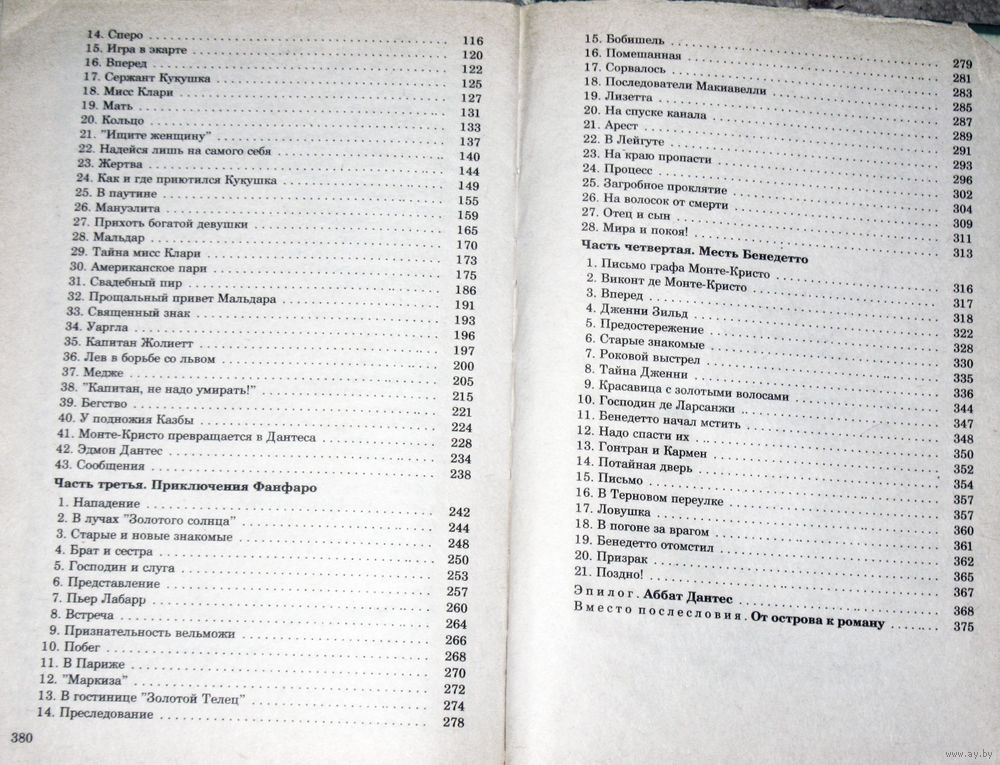 14. Сперо 116
15. Игра в экарте 120
16. Вперед 122
17. Сержант Кукушка 125
18. Мисс Клари 127
19. Мать 131
20. Кольцо 133
21. "Ищите женщину" 137
22. Надейся лишь на самого себя 140
23. Жертва 144
24. Как и где приютился Кукушка 149
25. В паутине 155
26. Мануэлита 159
27. Прихоть богатой девушки 165
28. Мальдар 170
29. Тайна мисс Клари 173
30. Американское пари 175
31. Свадебный пир 186
32. Прощальный привет Мальдара 191
33. Священный знак 193
34. Уаргла 196
35. Капитан Жолиетт 197
36. Лев в борьбе со львом 200
37. Медже 205
38. "Капитан, не надо умирать!" 215
39. Бегство 221
40. У подножия Казбы 224
41. Монте-Кристо превращается в Дантеса 228
42. Эдмон Дантес 234
43. Сообщения 238
Часть третья. Приключения Фанфаро
1. Нападение 242
2. В лучах "Золотого солнца" 244
3. Старые и новые знакомые 248
4. Брат и сестра 250
5. Господин и слуга 253
6. Представление 257
7. Пьер Лабарр 260
8. Встреча 264
9. Признательность вельможи 266
10. Побег 268
11. В Париже 270
12. "Маркиза" 272
13. В гостинице "Золотой Телец" 274
14. Преследование 278
380
15. Бобишель 279
16. Помешанная 281
17. Сорвалось 283
18. Последователи Макиавелли 285
19. Лизетта 287
20. На спуске канала 289
21. Арест 291
22. В Лейгуте 293
23. На краю пропасти 296
24. Процесс 302
25. Загробное проклятие 304
26. На волосок от смерти 309
27. Отец и сын 311
28. Мира и покоя! 313
Часть четвертая. Месть Бенедетто
1. Письмо графа Монте-Кристо 316
2. Виконт де Монте-Кристо 317
3. Вперед 318
4. Дженни Зильд 322
5. Предостережение 328
6. Старые знакомые 330
7. Роковой выстрел 335
8. Тайна Дженни 336
9. Красавица с золотыми волосами 344
10. Господин де Ларсанжи 347
11. Бенедетто начал мстить 348
12. Надо спасти их 350
13. Гонтран и Кармен 352
14. Потайная дверь 354
15. Письмо 357
16. В Терновом переулке 357
17. Ловушка 360
18. В погоне за врагом 361
19. Бенедетто отомстил 362
20. Призрак 365
21. Поздно! 367
Эпилог. Аббат Дантес 368
Вместо послесловия. От острова к роману 375
www.ay.by